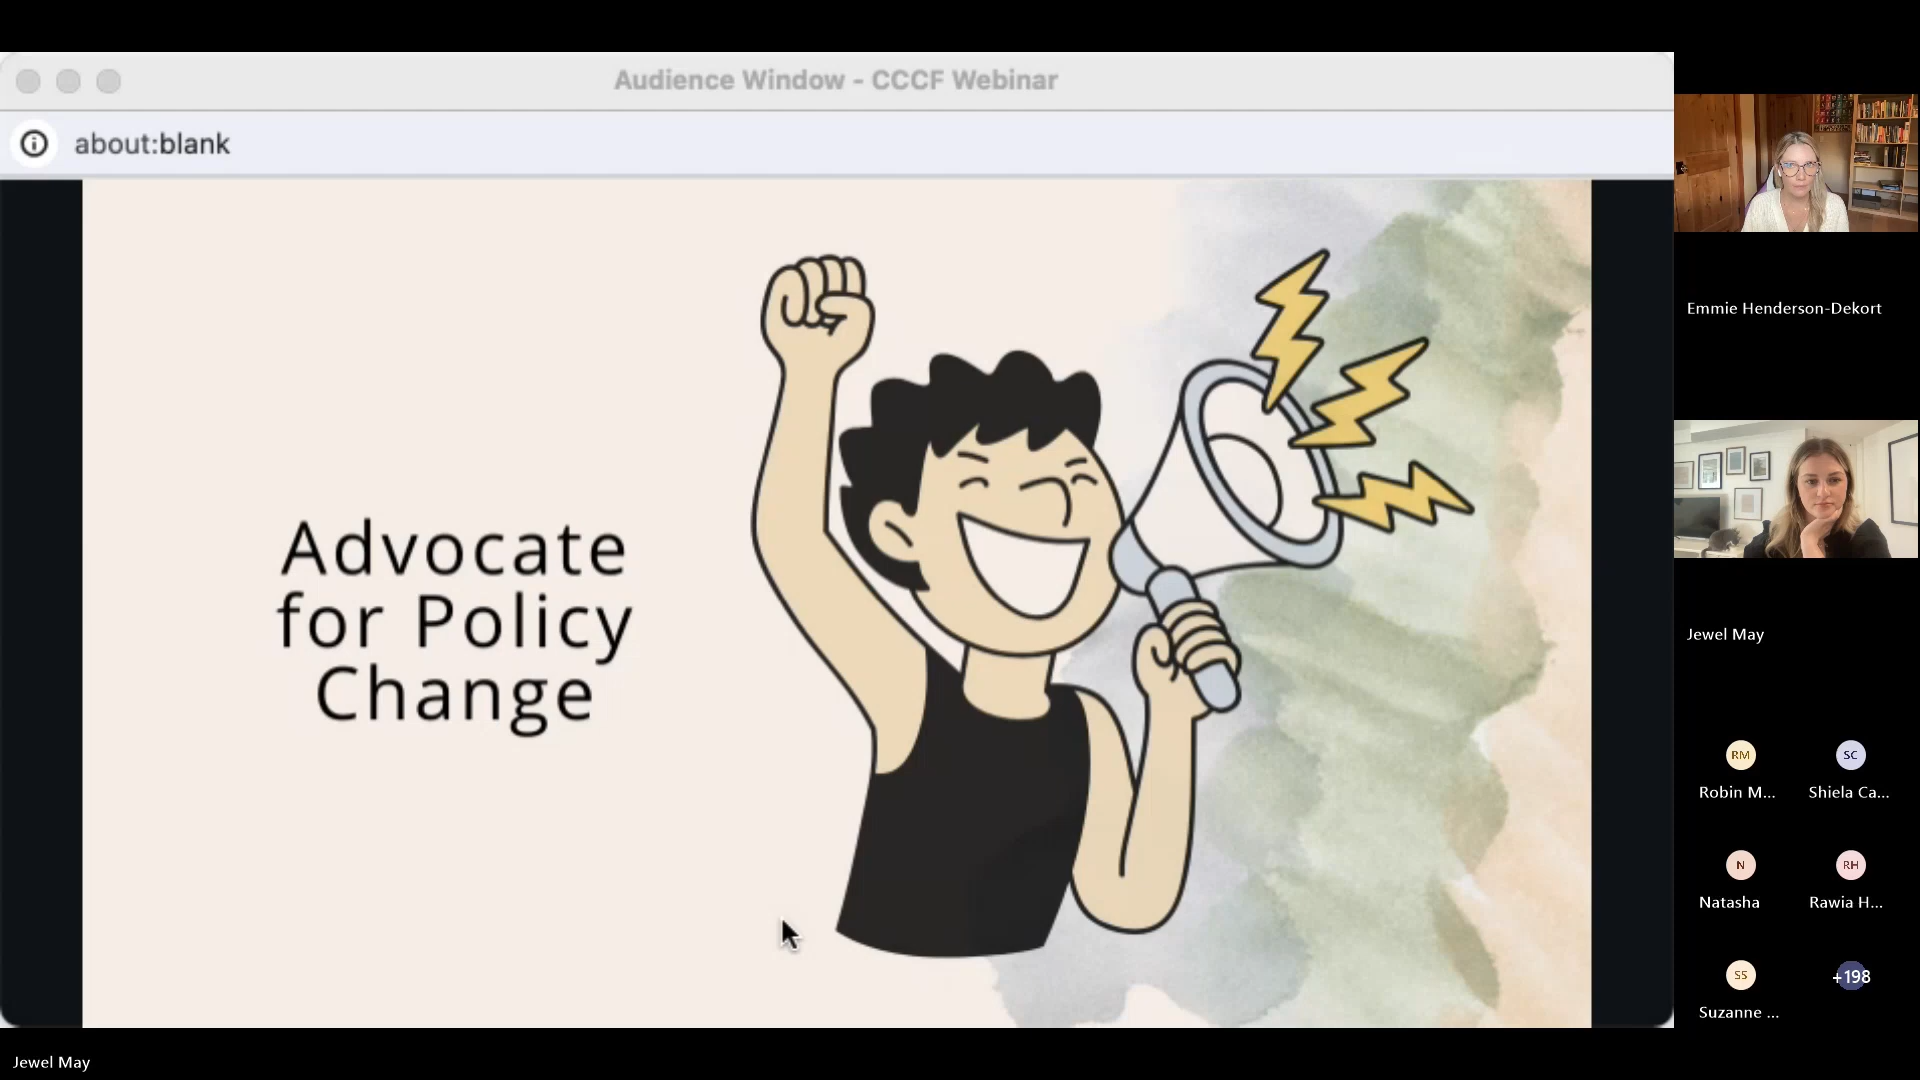 Audience Window - CCCF Webinar
about:blank
Advocate
for Policy
Change
Emmie Henderson-Dekort
Jewel May
RM
SC
Robin M...
Shiela Ca...
N
RH
Natasha
Rawia H...
SS
+198
Suzanne ...
Jewel May